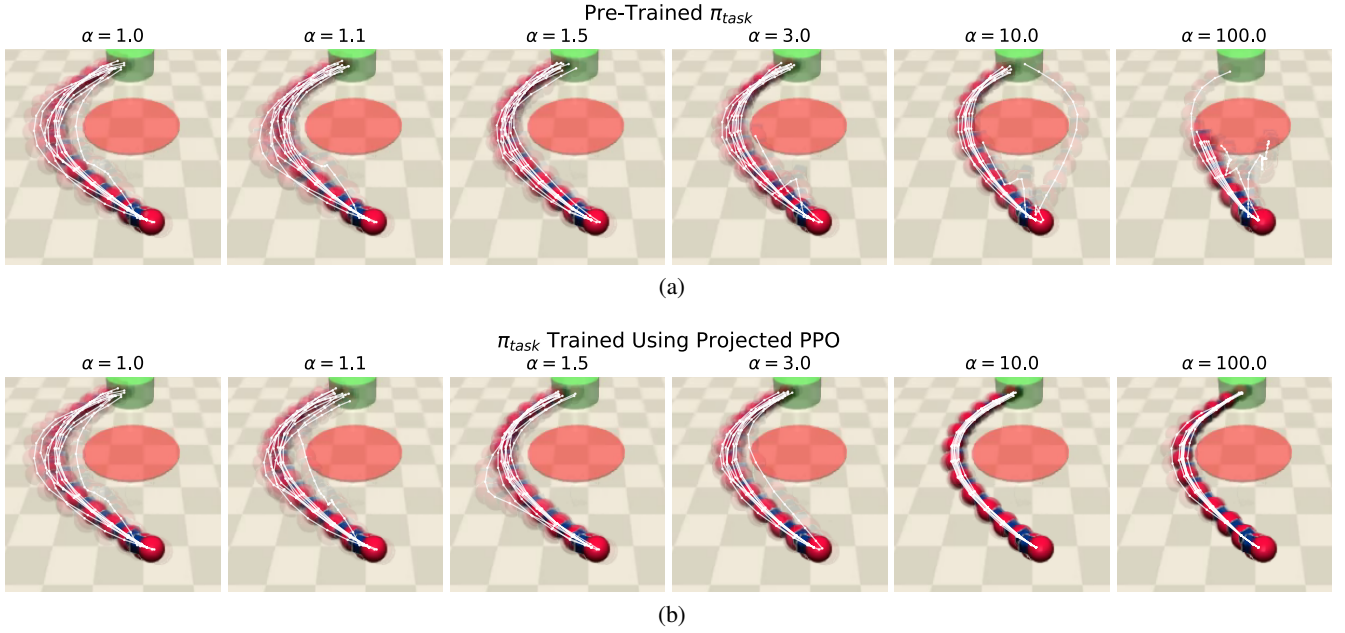 Pre-Trained π_task
α = 1.0 α = 1.1 α = 1.5 α = 3.0 α = 10.0 α = 100.0
(a)
π_task Trained Using Projected PPO
α = 1.0 α = 1.1 α = 1.5 α = 3.0 α = 10.0 α = 100.0
(b)